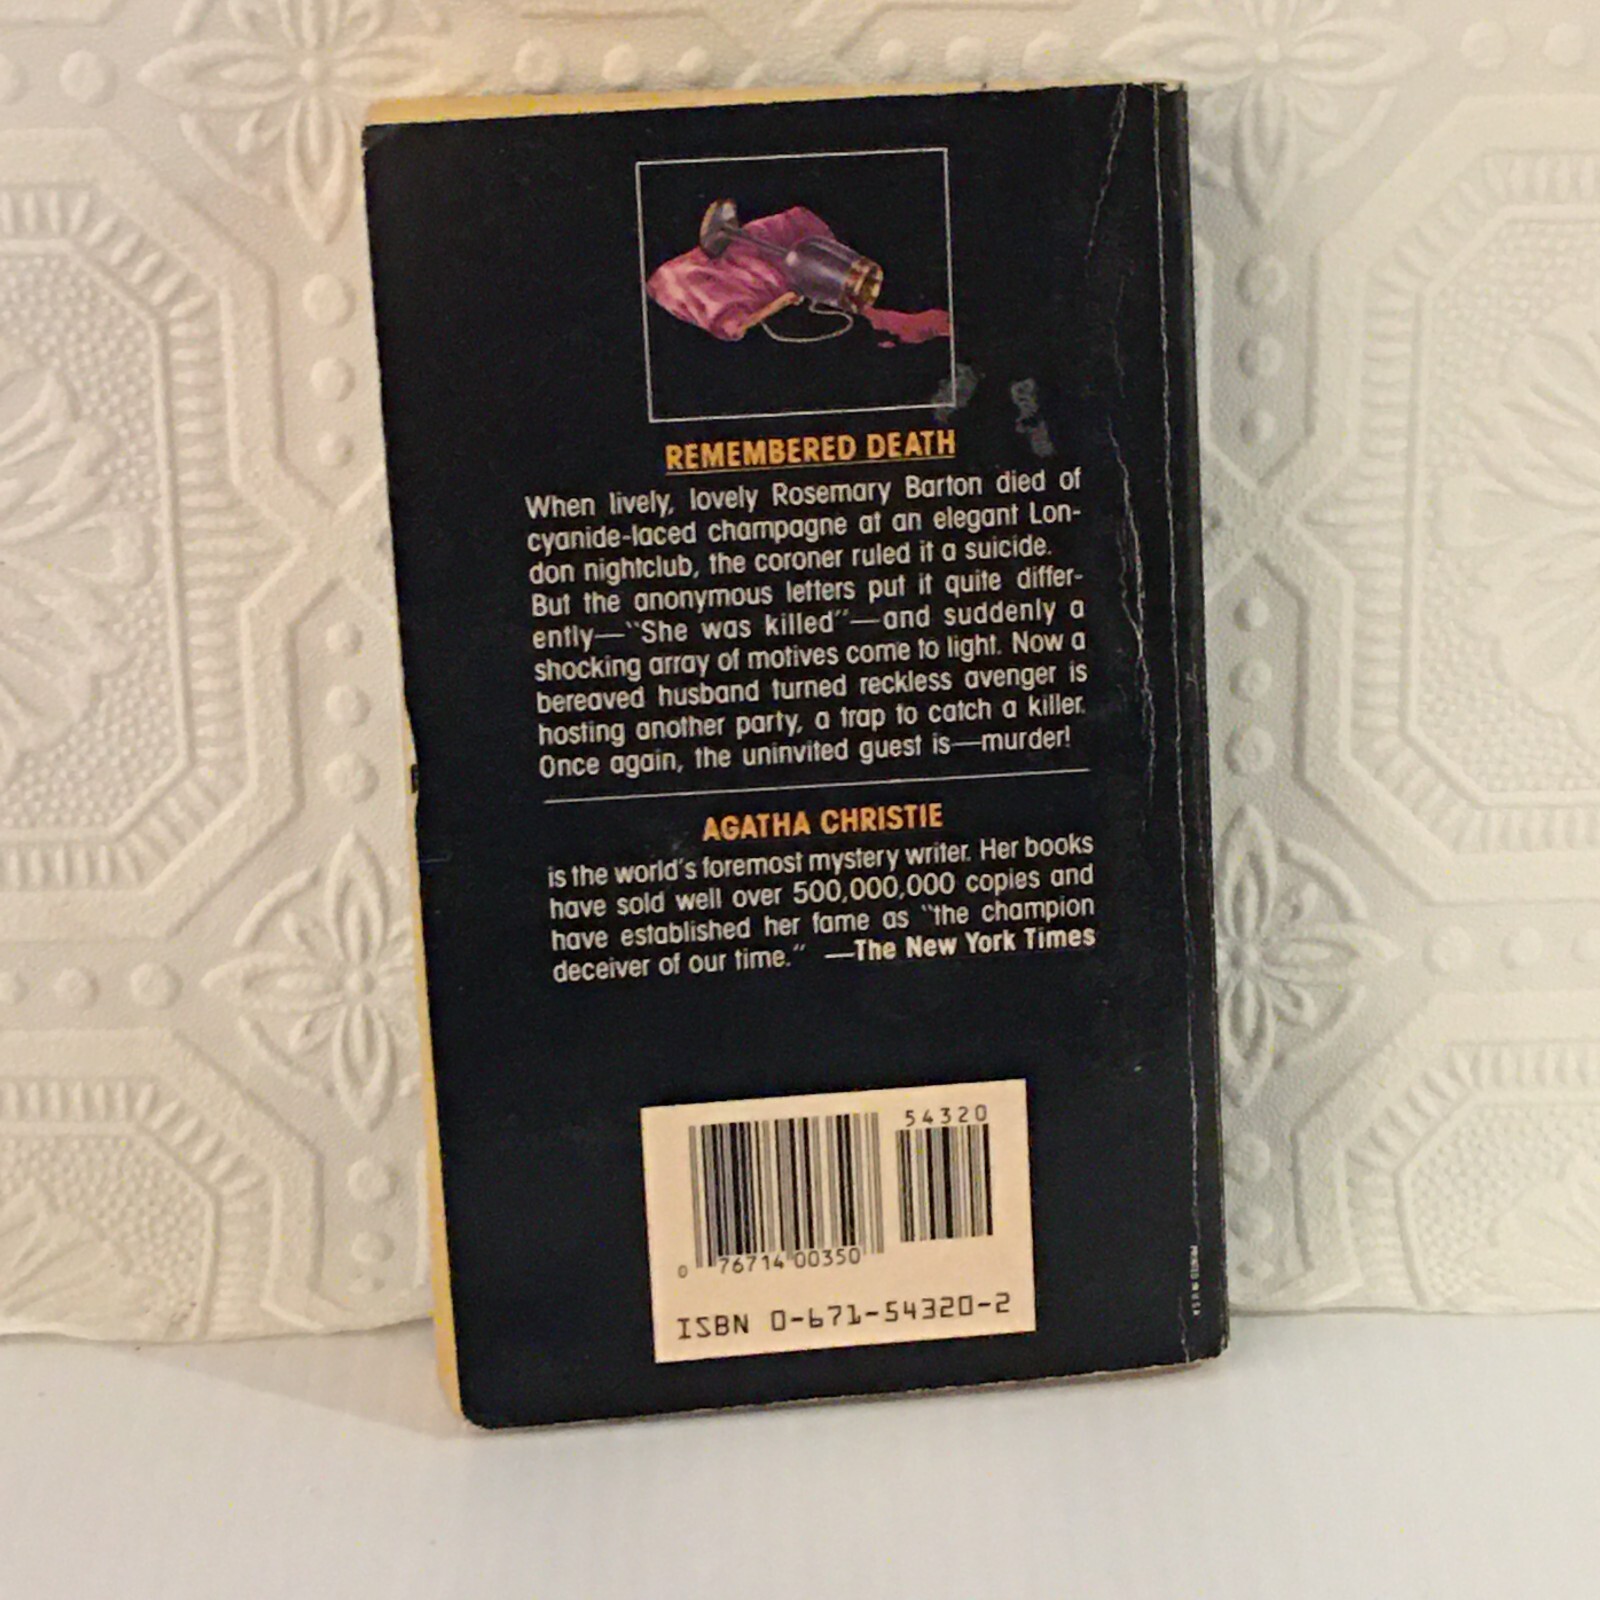 REMEMBERED DEATH
When lively, lovely Rosemary Barton died of
cyanide-laced champagne at an elegant Lon-
don nightclub, the coroner ruled it a suicide.
But the anonymous letters put it quite differ-
ently—"She was killed"—and suddenly a
shocking array of motives come to light. Now a
bereaved husband turned reckless avenger is
hosting another party, a trap to catch a killer.
Once again, the uninvited guest is—murder!
AGATHA CHRISTIE
is the world's foremost mystery writer. Her books
have sold well over 500,000,000 copies and
have established her fame as "the champion
deceiver of our time." —The New York Times
54320
0 76714 00350
ISBN 0-671-54320-2
PRINTED IN U.S.A.